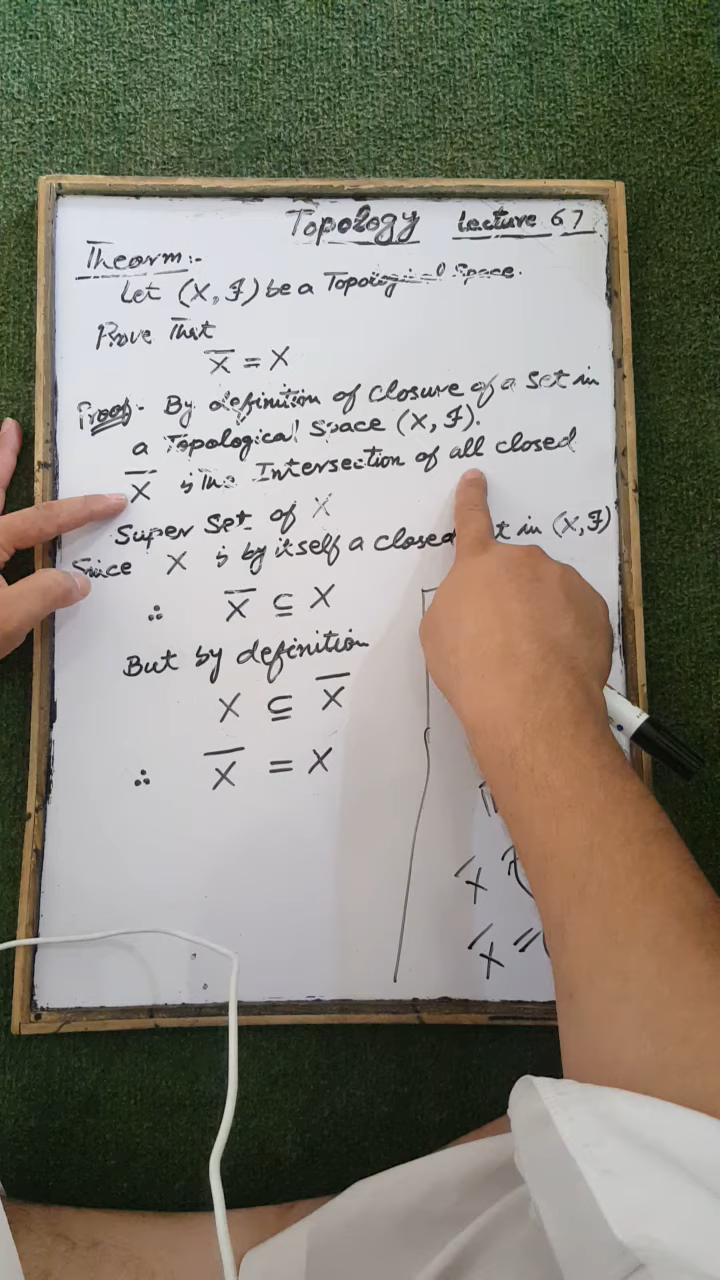 Topology Lecture 67
Theorm:-
Let (X, ℱ) be a Topological Space.
Prove That
X̅ = X
Proof:- By definition of closure of a set in
a Topological Space (X, ℱ).
X̅ is the Intersection of all closed
Super Set of X
Since X is by itself a closed in (X, ℱ)
∴ X̅ ⊆ X
But by definition
X ⊆ X̅
∴ X̅ = X